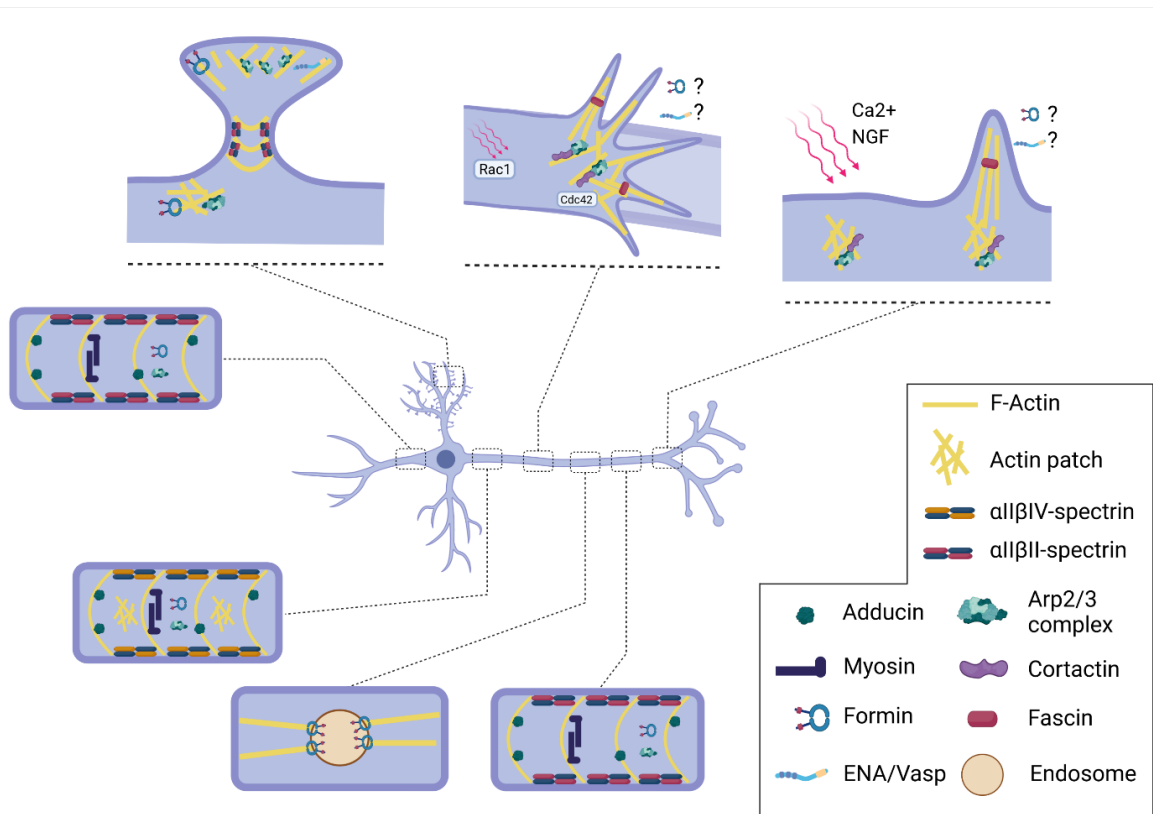 ?
?
Rac1
Cdc42
Ca2+
NGF
?
?
F-Actin
Actin patch
αIIβIV-spectrin
αIIβII-spectrin
Adducin
Arp2/3
complex
Myosin
Cortactin
Formin
Fascin
ENA/Vasp
Endosome